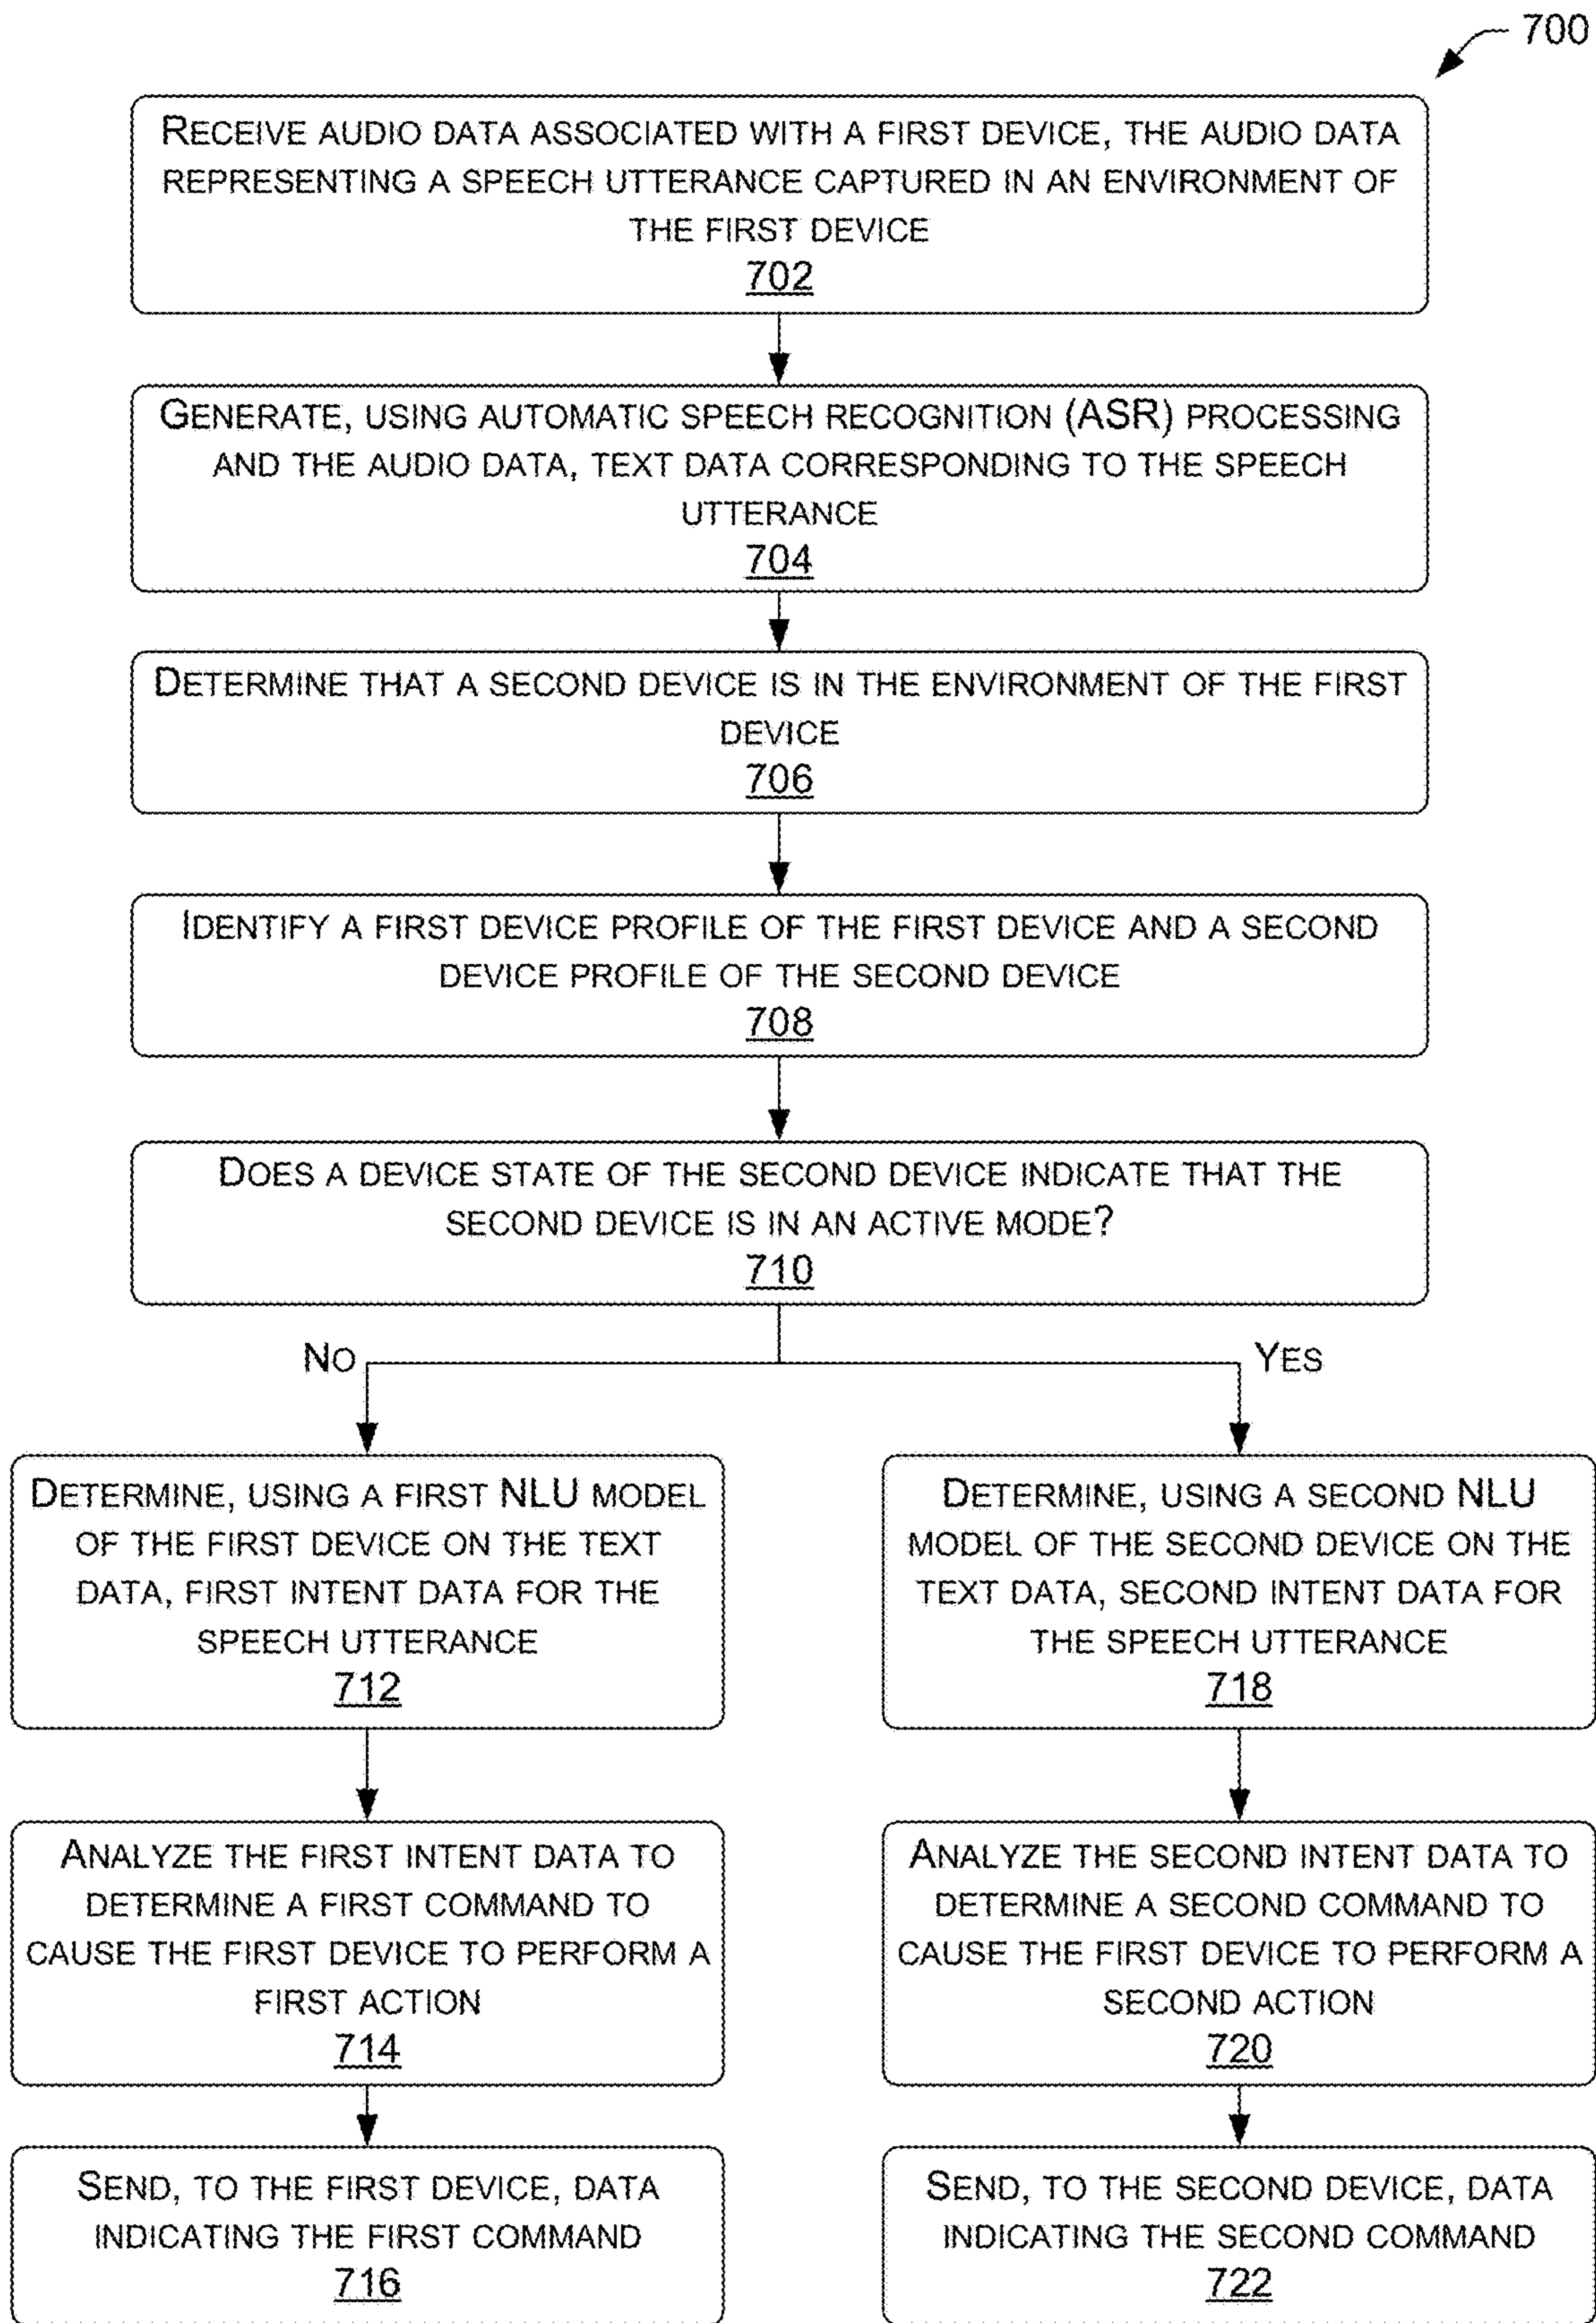 700
RECEIVE AUDIO DATA ASSOCIATED WITH A FIRST DEVICE, THE AUDIO DATA
REPRESENTING A SPEECH UTTERANCE CAPTURED IN AN ENVIRONMENT OF
THE FIRST DEVICE
702
GENERATE, USING AUTOMATIC SPEECH RECOGNITION (ASR) PROCESSING
AND THE AUDIO DATA, TEXT DATA CORRESPONDING TO THE SPEECH
UTTERANCE
704
DETERMINE THAT A SECOND DEVICE IS IN THE ENVIRONMENT OF THE FIRST
DEVICE
706
IDENTIFY A FIRST DEVICE PROFILE OF THE FIRST DEVICE AND A SECOND
DEVICE PROFILE OF THE SECOND DEVICE
708
DOES A DEVICE STATE OF THE SECOND DEVICE INDICATE THAT THE
SECOND DEVICE IS IN AN ACTIVE MODE?
710
NO
YES
DETERMINE, USING A FIRST NLU MODEL
OF THE FIRST DEVICE ON THE TEXT
DATA, FIRST INTENT DATA FOR THE
SPEECH UTTERANCE
712
DETERMINE, USING A SECOND NLU
MODEL OF THE SECOND DEVICE ON THE
TEXT DATA, SECOND INTENT DATA FOR
THE SPEECH UTTERANCE
718
ANALYZE THE FIRST INTENT DATA TO
DETERMINE A FIRST COMMAND TO
CAUSE THE FIRST DEVICE TO PERFORM A
FIRST ACTION
714
ANALYZE THE SECOND INTENT DATA TO
DETERMINE A SECOND COMMAND TO
CAUSE THE FIRST DEVICE TO PERFORM A
SECOND ACTION
720
SEND, TO THE FIRST DEVICE, DATA
INDICATING THE FIRST COMMAND
716
SEND, TO THE SECOND DEVICE, DATA
INDICATING THE SECOND COMMAND
722